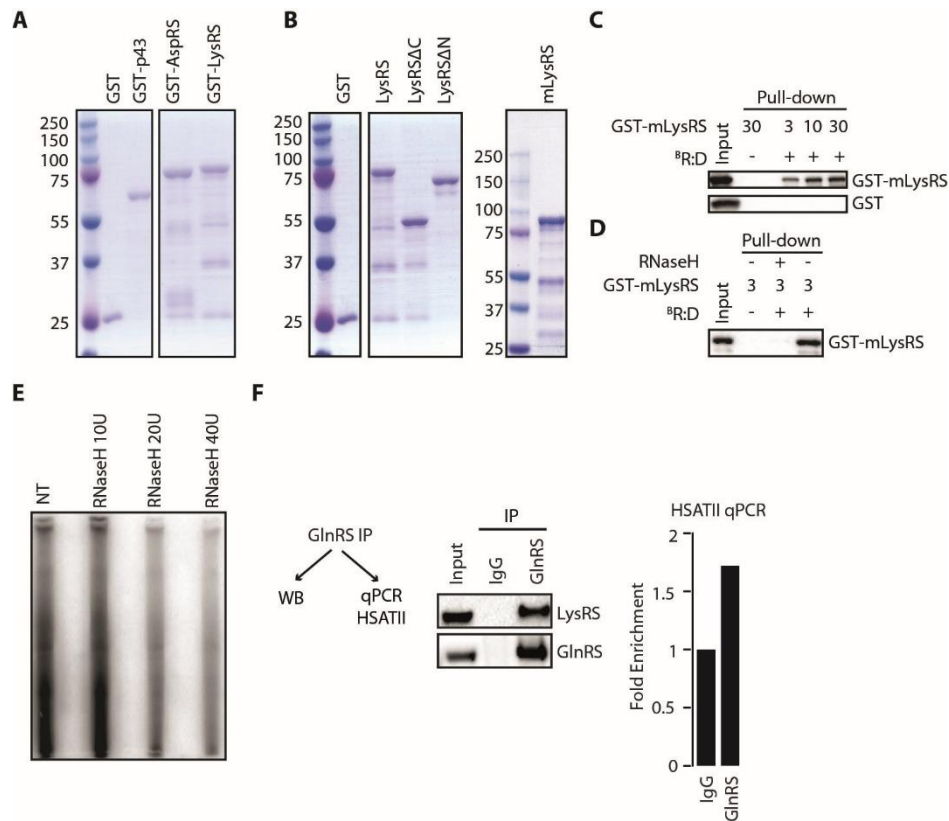 A
GST
GST-p43
GST-AspRS
GST-LysRS
250
150
100
75
55
37
25
B
GST
LysRS
LysRSΔC
LysRSΔN
mLysRS
250
150
100
75
55
37
25
250
150
100
75
55
37
25
C
Pull-down
Input
GST-mLysRS 30 3 10 30
ᴮR:D - + + +
GST-mLysRS
GST
D
Pull-down
Input
RNaseH - + -
GST-mLysRS 3 3 3
ᴮR:D - + +
GST-mLysRS
E
NT
RNaseH 10U
RNaseH 20U
RNaseH 40U
F
GlnRS IP
WB
qPCR
HSATII
IP
Input
IgG
GlnRS
LysRS
GlnRS
HSATII qPCR
Fold Enrichment
2
1.5
1
0.5
0
IgG
GlnRS